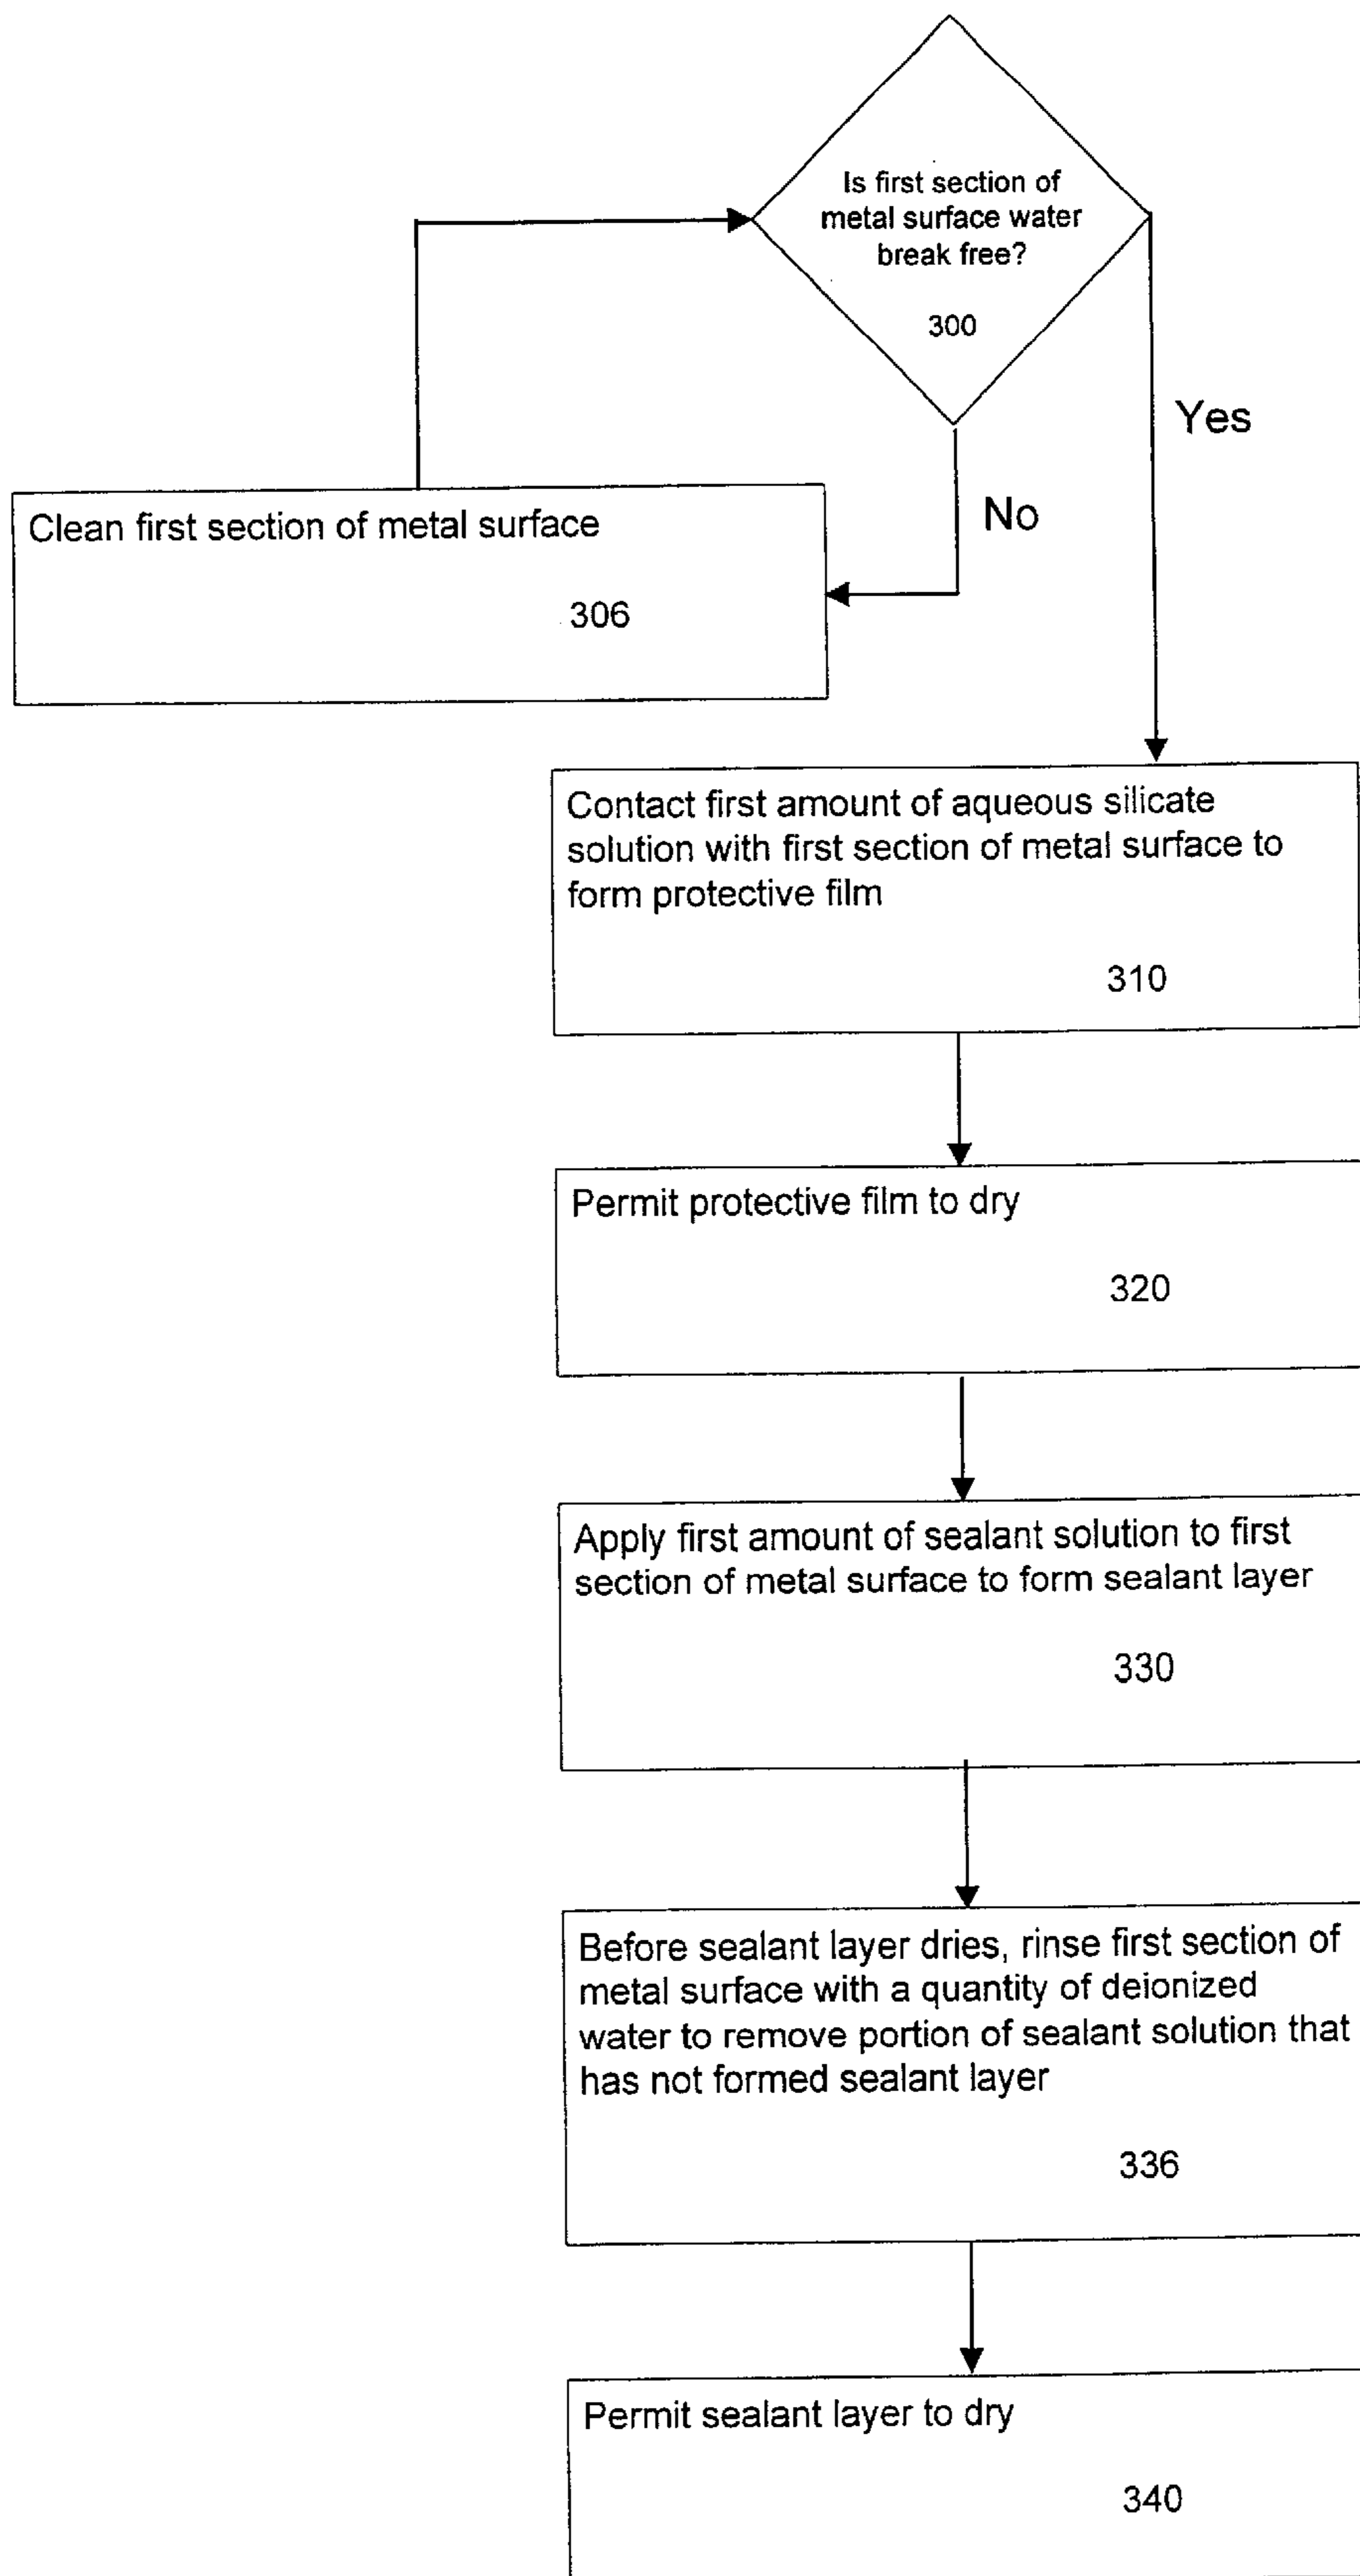 Is first section of
metal surface water
break free?
300
Yes
No
Clean first section of metal surface
306
Contact first amount of aqueous silicate
solution with first section of metal surface to
form protective film
310
Permit protective film to dry
320
Apply first amount of sealant solution to first
section of metal surface to form sealant layer
330
Before sealant layer dries, rinse first section of
metal surface with a quantity of deionized
water to remove portion of sealant solution that
has not formed sealant layer
336
Permit sealant layer to dry
340